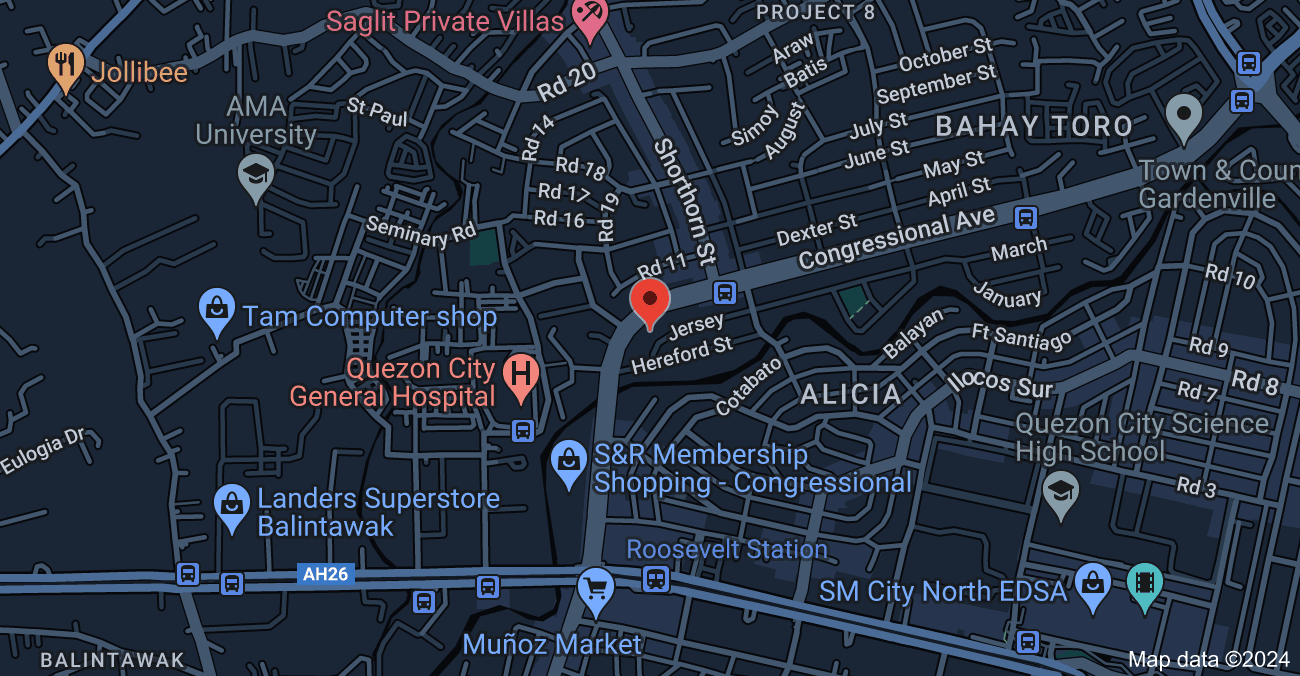 PROJECT 8
Saglit Private Villas
Jollibee
Araw
Batis
October St
September St
Rd 20
AMA
University
St Paul
Rd 14
Simoy
August
July St
June St
BAHAY TORO
Shorthorn St
May St
April St
Town & Coun
Gardenville
Rd 18
Rd 17
Rd 16
Rd 19
Seminary Rd
Dexter St
Congressional Ave
March
Rd 11
January
Rd 10
Tam Computer shop
Jersey
Hereford St
Balayan
Ft Santiago
Rd 9
Quezon City
General Hospital
Cotabato
ALICIA
Ilocos Sur
Rd 7
Rd 8
Eulogia Dr
Quezon City Science
High School
S&R Membership
Shopping - Congressional
Rd 3
Landers Superstore
Balintawak
Roosevelt Station
AH26
SM City North EDSA
Muñoz Market
BALINTAWAK
Map data ©2024